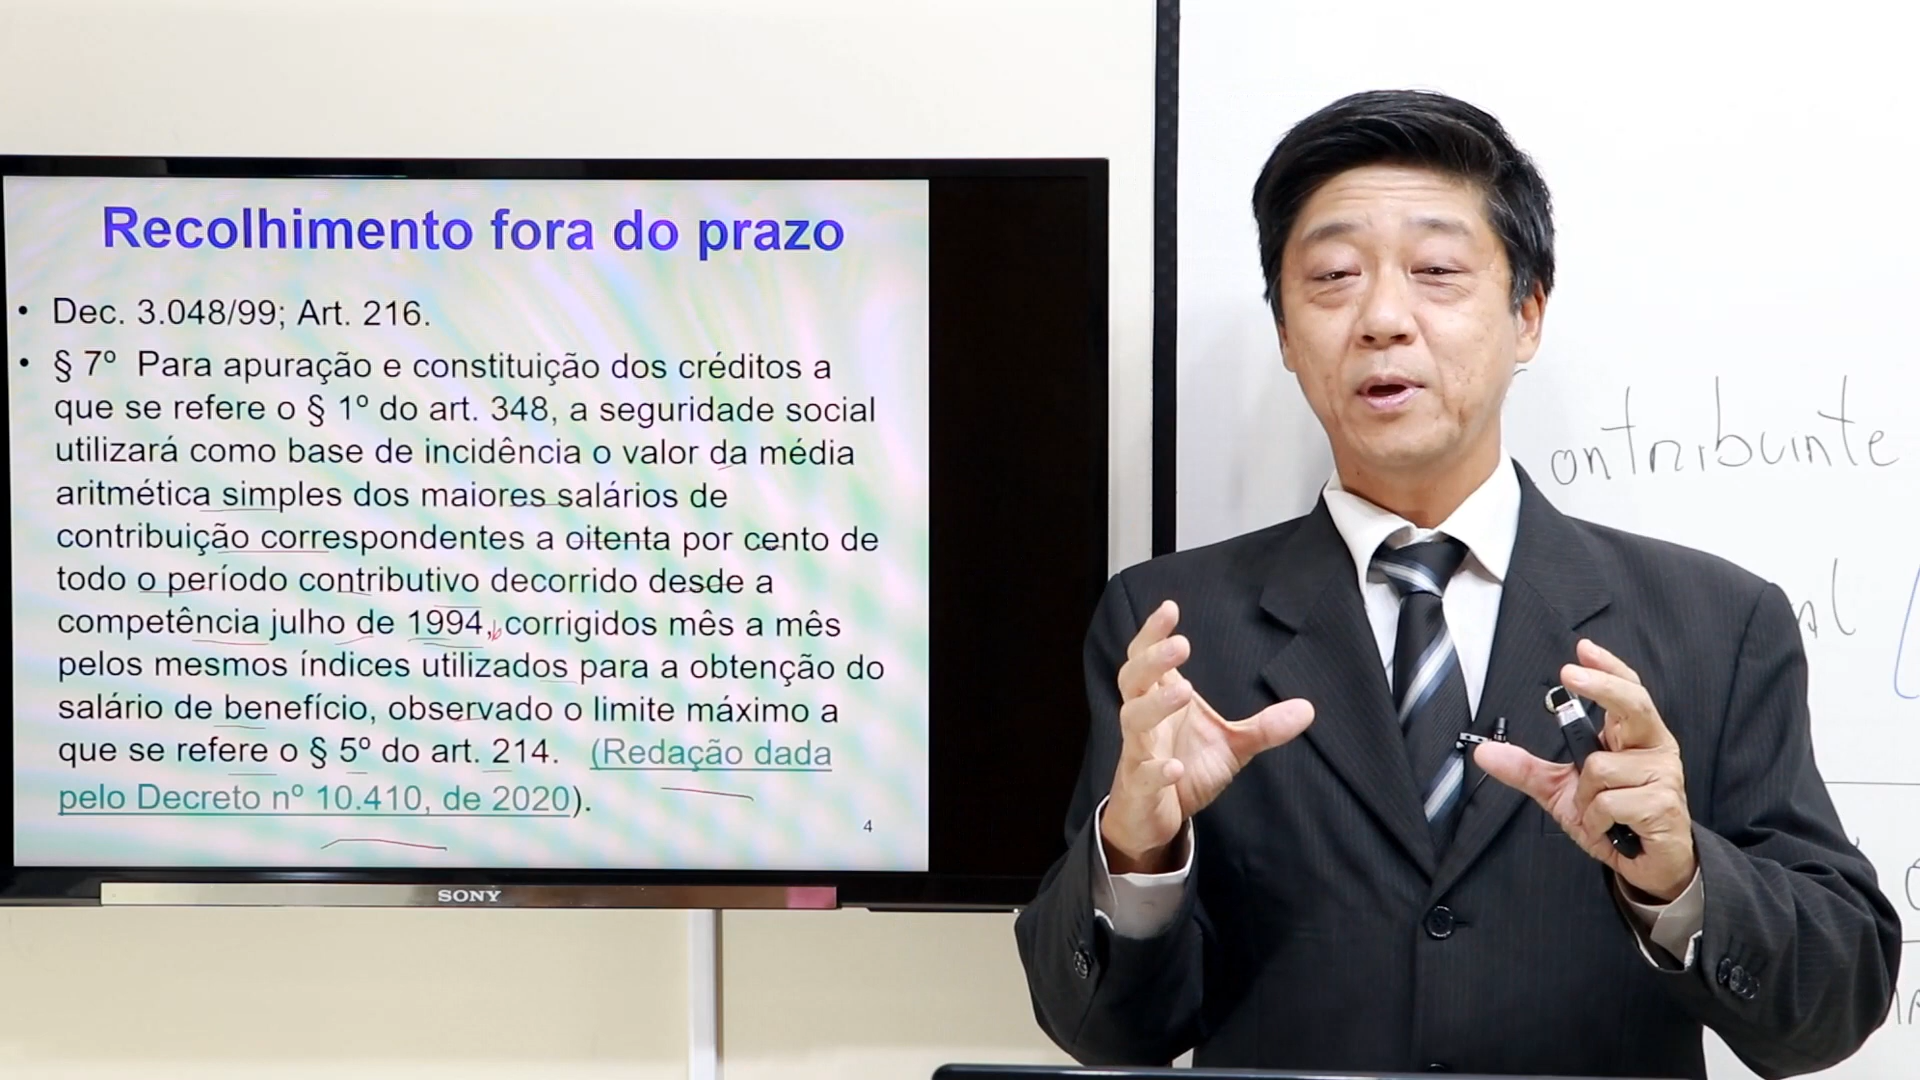 Recolhimento fora do prazo
• Dec. 3.048/99; Art. 216.
• § 7º Para apuração e constituição dos créditos a
que se refere o § 1º do art. 348, a seguridade social
utilizará como base de incidência o valor da média
aritmética simples dos maiores salários de
contribuição correspondentes a oitenta por cento de
todo o período contributivo decorrido desde a
competência julho de 1994, corrigidos mês a mês
pelos mesmos índices utilizados para a obtenção do
salário de benefício, observado o limite máximo a
que se refere o § 5º do art. 214. (Redação dada
pelo Decreto nº 10.410, de 2020).
4
SONY
ontribuinte